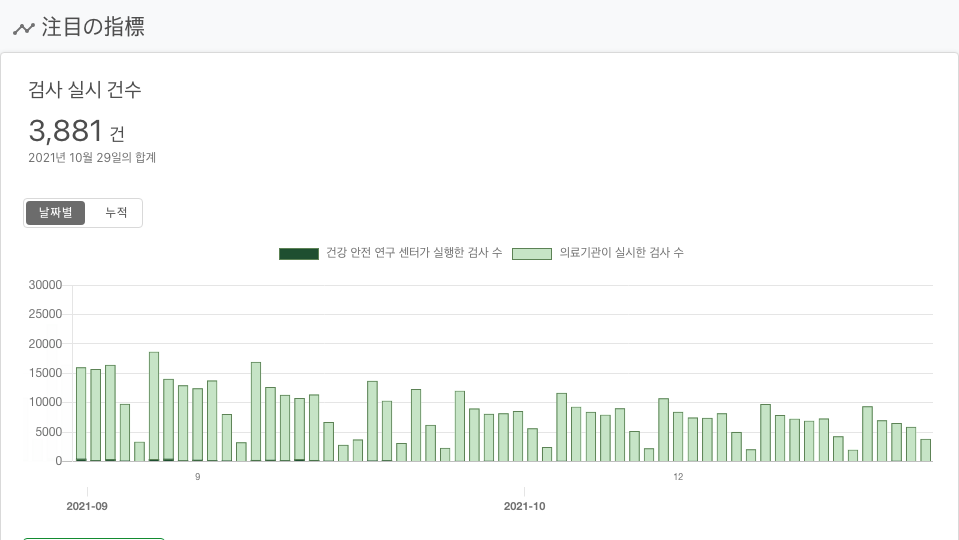 注目の指標
검사 실시 건수
3,881 건
2021년 10월 29일의 합계
날짜별 누적
건강 안전 연구 센터가 실행한 검사 수 의료기관이 실시한 검사 수
30000
25000
20000
15000
10000
5000
0
9 12
2021-09 2021-10